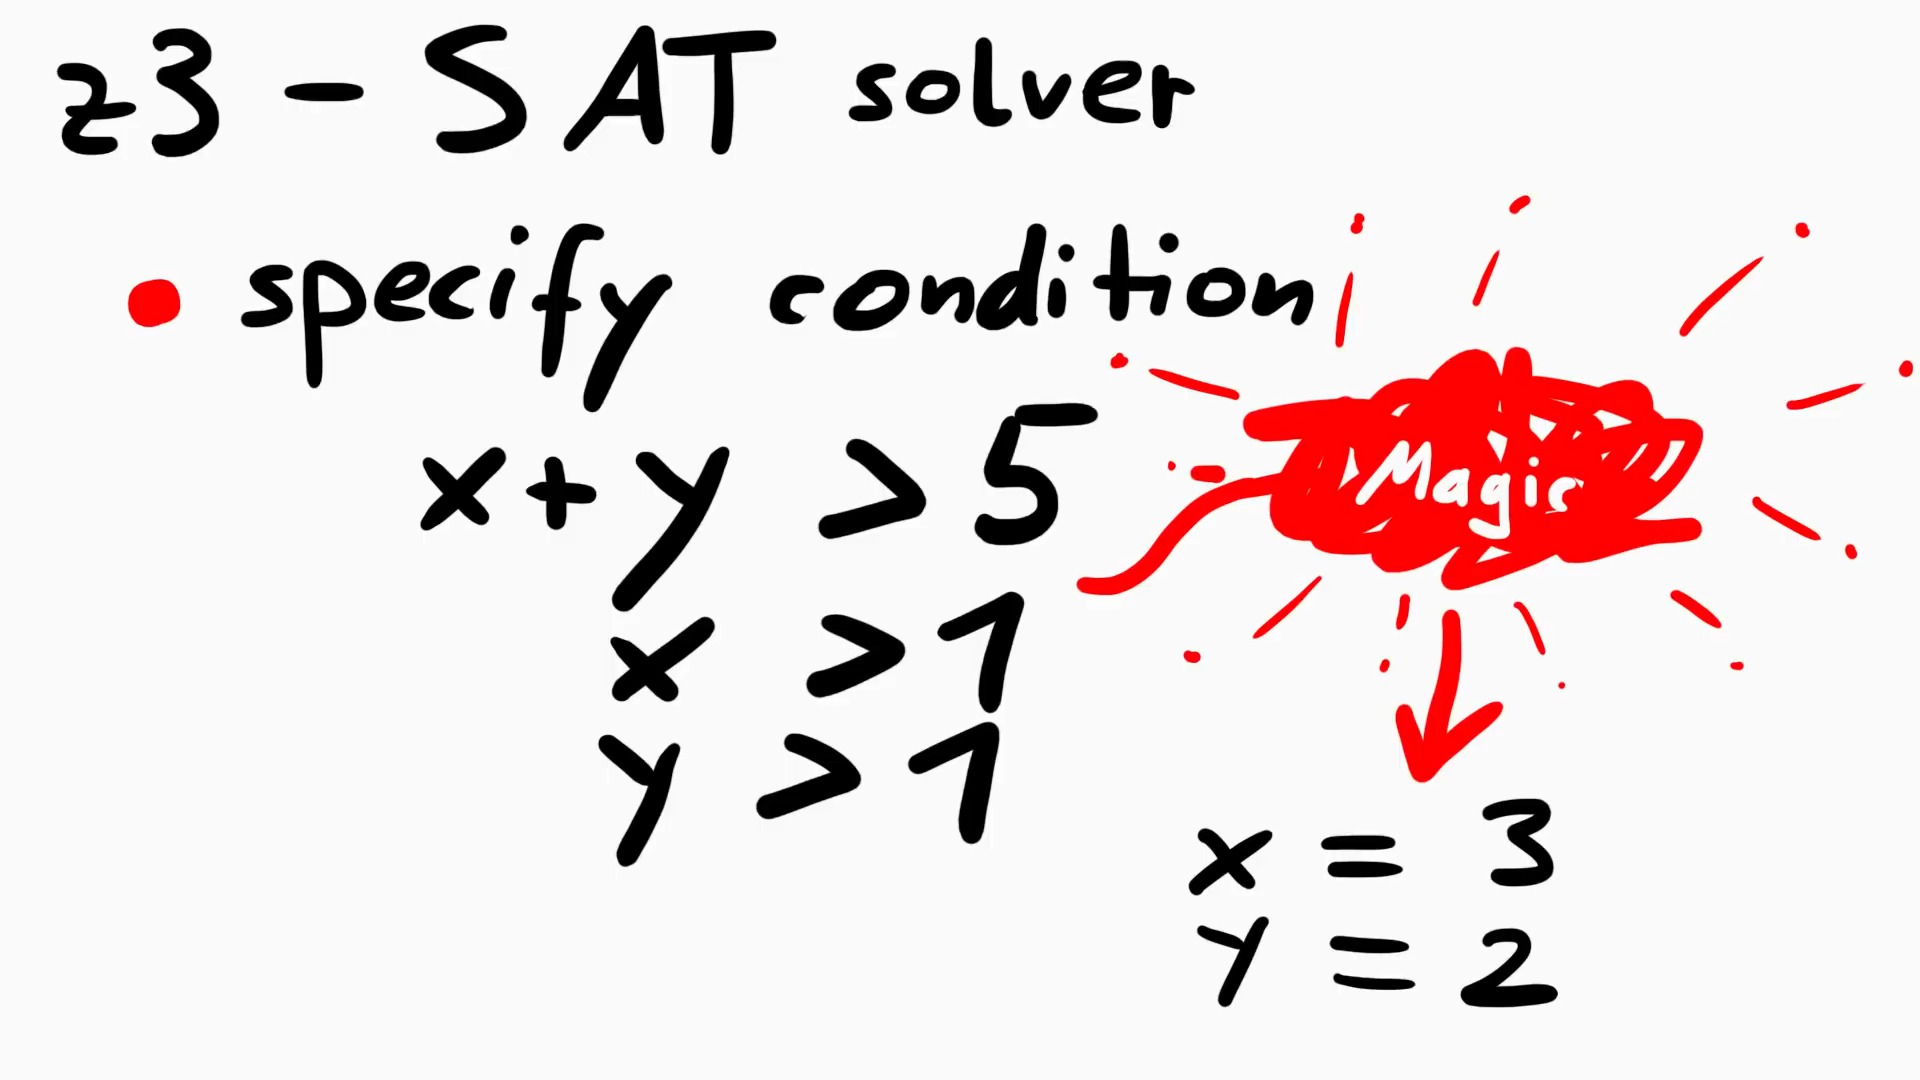 z3 - SAT solver
• specify condition
x + y > 5
x > 1
y > 1
Magic
x = 3
y = 2